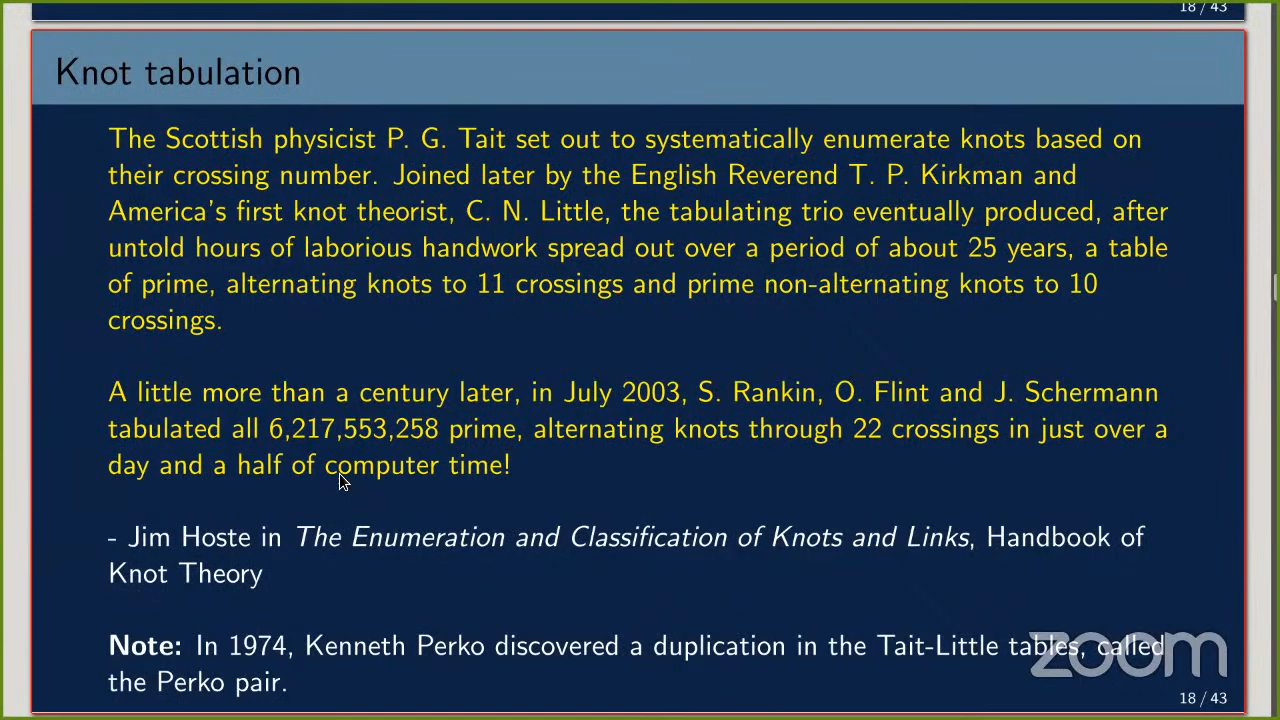 18 / 43
Knot tabulation
The Scottish physicist P. G. Tait set out to systematically enumerate knots based on
their crossing number. Joined later by the English Reverend T. P. Kirkman and
America's first knot theorist, C. N. Little, the tabulating trio eventually produced, after
untold hours of laborious handwork spread out over a period of about 25 years, a table
of prime, alternating knots to 11 crossings and prime non-alternating knots to 10
crossings.
A little more than a century later, in July 2003, S. Rankin, O. Flint and J. Schermann
tabulated all 6,217,553,258 prime, alternating knots through 22 crossings in just over a
day and a half of computer time!
- Jim Hoste in The Enumeration and Classification of Knots and Links, Handbook of
Knot Theory
Note: In 1974, Kenneth Perko discovered a duplication in the Tait-Little tables, called
the Perko pair.
zoom
18 / 43